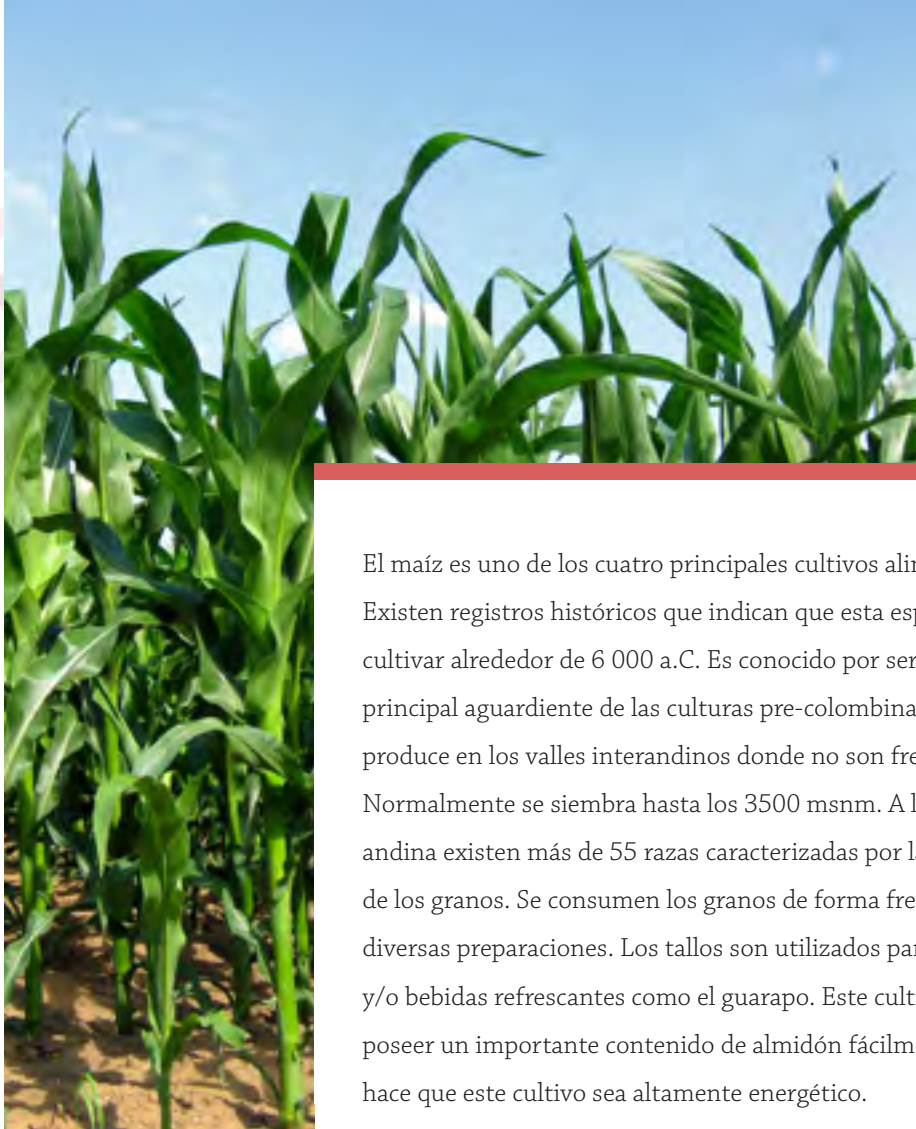 El maíz es uno de los cuatro principales cultivos
Existen registros históricos que indican que esta
cultivar alrededor de 6 000 a.C. Es conocido por ser
principal aguardiente de las culturas pre-colombina
produce en los valles interandinos donde no son
Normalmente se siembra hasta los 3500 msnm. A
andina existen más de 55 razas caracterizadas por
de los granos. Se consumen los granos de forma
diversas preparaciones. Los tallos son utilizados
y/o bebidas refrescantes como el guarapo. Este
poseer un importante contenido de almidón
hace que este cultivo sea altamente energético.